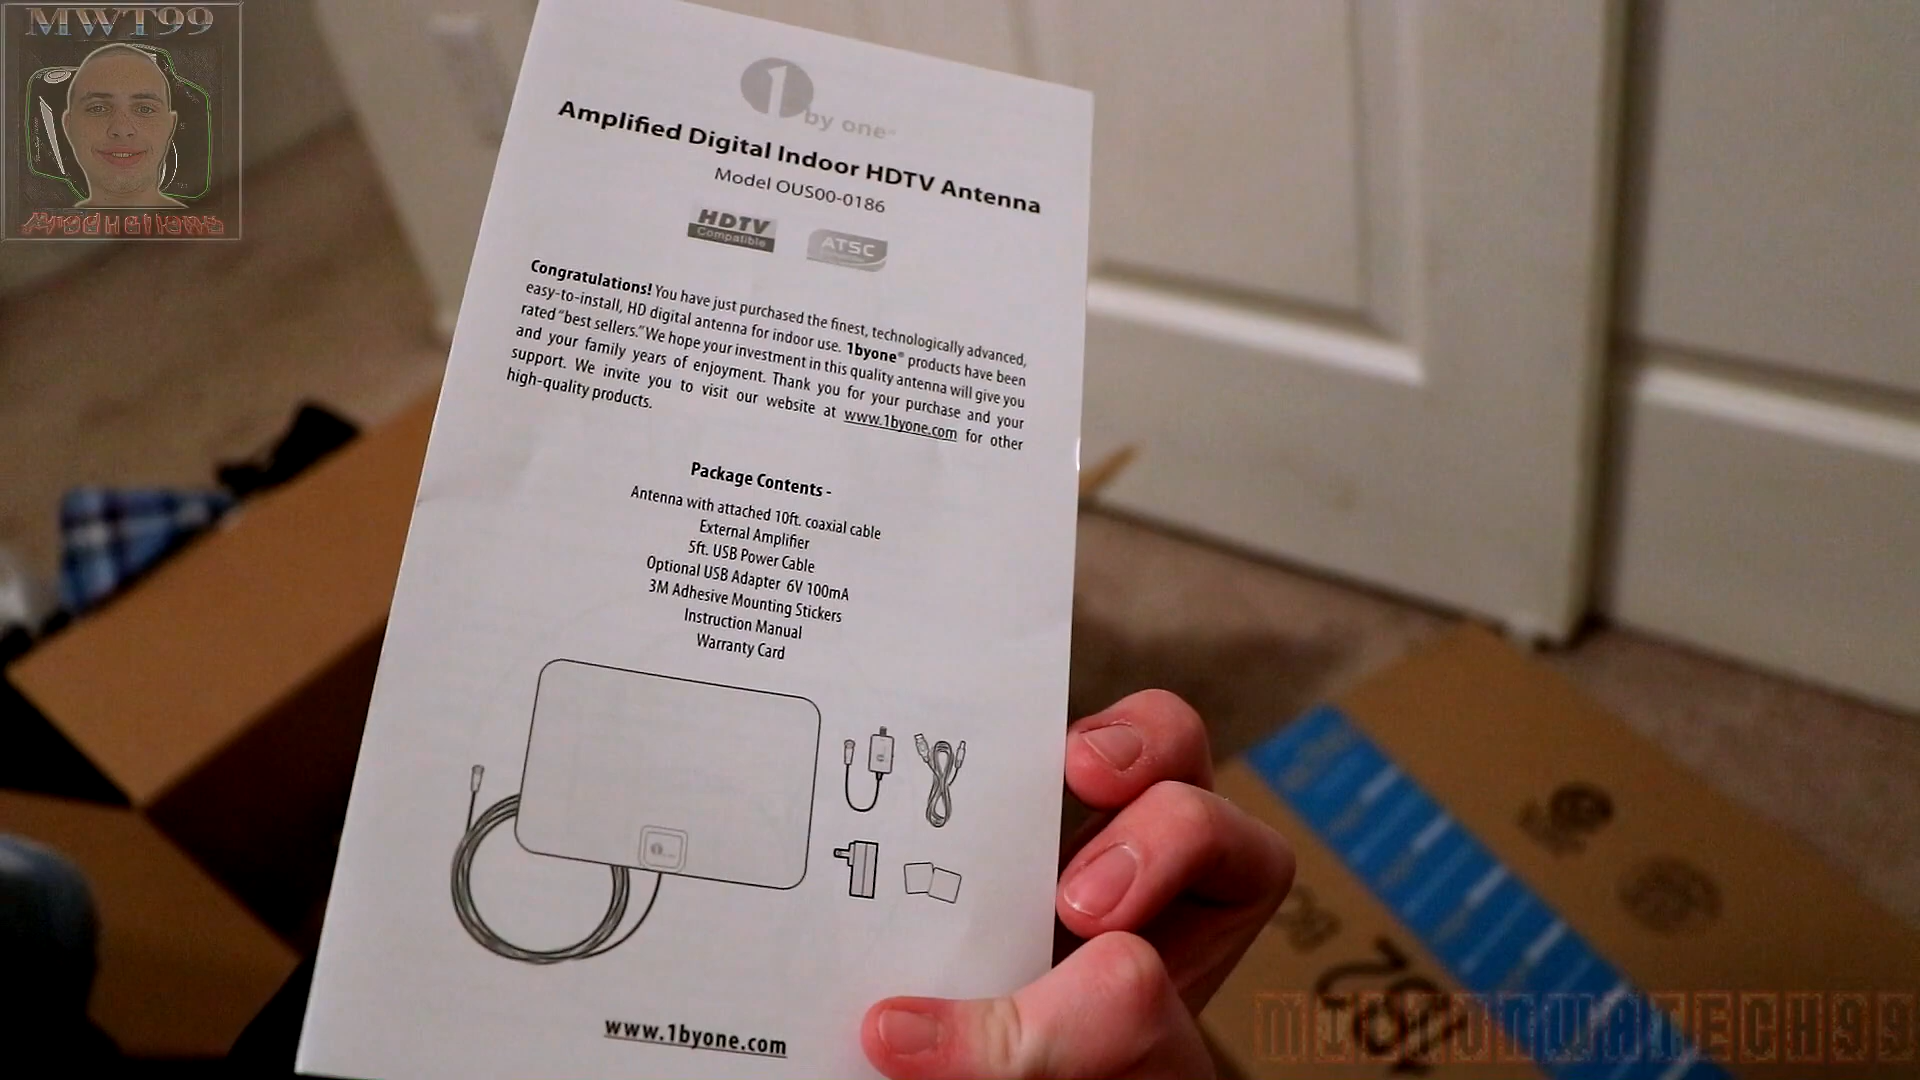 MWT99
Productions
1 by one®
Amplified Digital Indoor HDTV Antenna
Model OUS00-0186
HDTV
Compatible
ATSC
Congratulations! You have just purchased the finest, technologically advanced,
easy-to-install, HD digital antenna for indoor use. 1byone® products have been
rated "best sellers." We hope your investment in this quality antenna will give you
and your family years of enjoyment. Thank you for your purchase and your
support. We invite you to visit our website at www.1byone.com for other
high-quality products.
Package Contents -
Antenna with attached 10ft. coaxial cable
External Amplifier
5ft. USB Power Cable
Optional USB Adapter 6V 100mA
3M Adhesive Mounting Stickers
Instruction Manual
Warranty Card
www.1byone.com